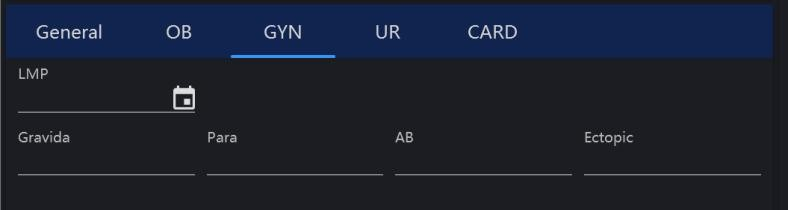 General OB GYN UR CARD
LMP
Gravida Para AB Ectopic